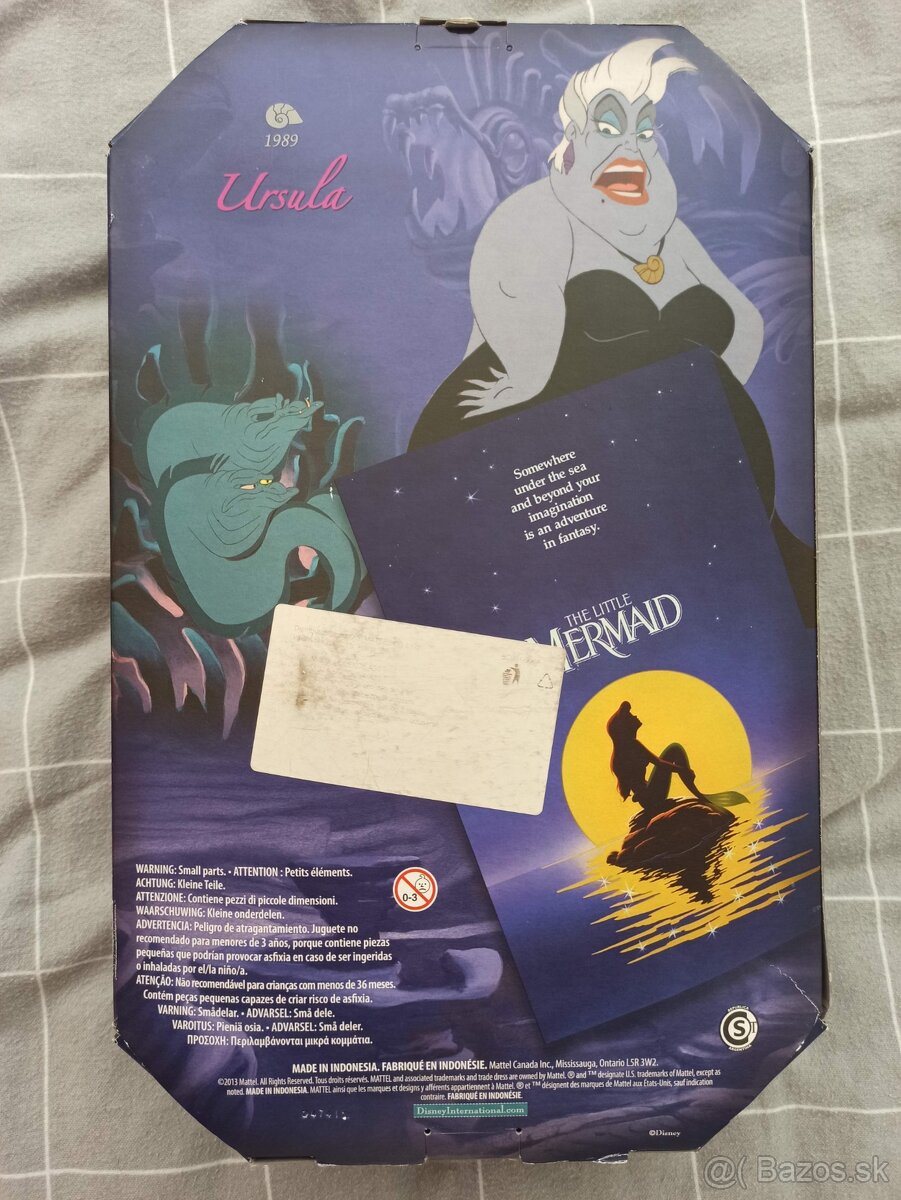 1989
Ursula
Somewhere
under the sea
and beyond your
imagination
is an adventure
in fantasy.
THE LITTLE
MERMAID
WARNING: Small parts. • ATTENTION : Petits éléments.
ACHTUNG: Kleine Teile.
ATTENZIONE: Contiene pezzi di piccole dimensioni.
WAARSCHUWING: Kleine onderdelen.
ADVERTENCIA: Peligro de atragantamiento. Juguete no
recomendado para menores de 3 años, porque contiene piezas
pequeñas que podrían provocar asfixia en caso de ser ingeridas
o inhaladas por el/la niño/a.
ATENÇÃO: Não recomendável para crianças com menos de 36 meses.
Contém peças pequenas capazes de criar risco de asfixia.
VARNING: Smådelar. • ADVARSEL: Små dele.
VAROITUS: Pieniä osia. • ADVARSEL: Små deler.
ΠΡΟΣΟΧΗ: Περιλαμβάνονται μικρά κομμάτια.
0-3
REPUBLICA
S
ARGENTINA
MADE IN INDONESIA. FABRIQUÉ EN INDONÉSIE. Mattel Canada Inc., Mississauga, Ontario L5R 3W2.
©2013 Mattel. All Rights Reserved. Tous droits réservés. MATTEL and associated trademarks and trade dress are owned by Mattel. ® and ™ designate U.S. trademarks of Mattel, except as
noted. MADE IN INDONESIA. MATTEL ainsi que les marques et designs y afférents appartiennent à Mattel. ® et ™ désignent des marques de Mattel aux États-Unis, sauf indication
contraire. FABRIQUÉ EN INDONÉSIE.
DisneyInternational.com
©Disney
@( Bazos.sk